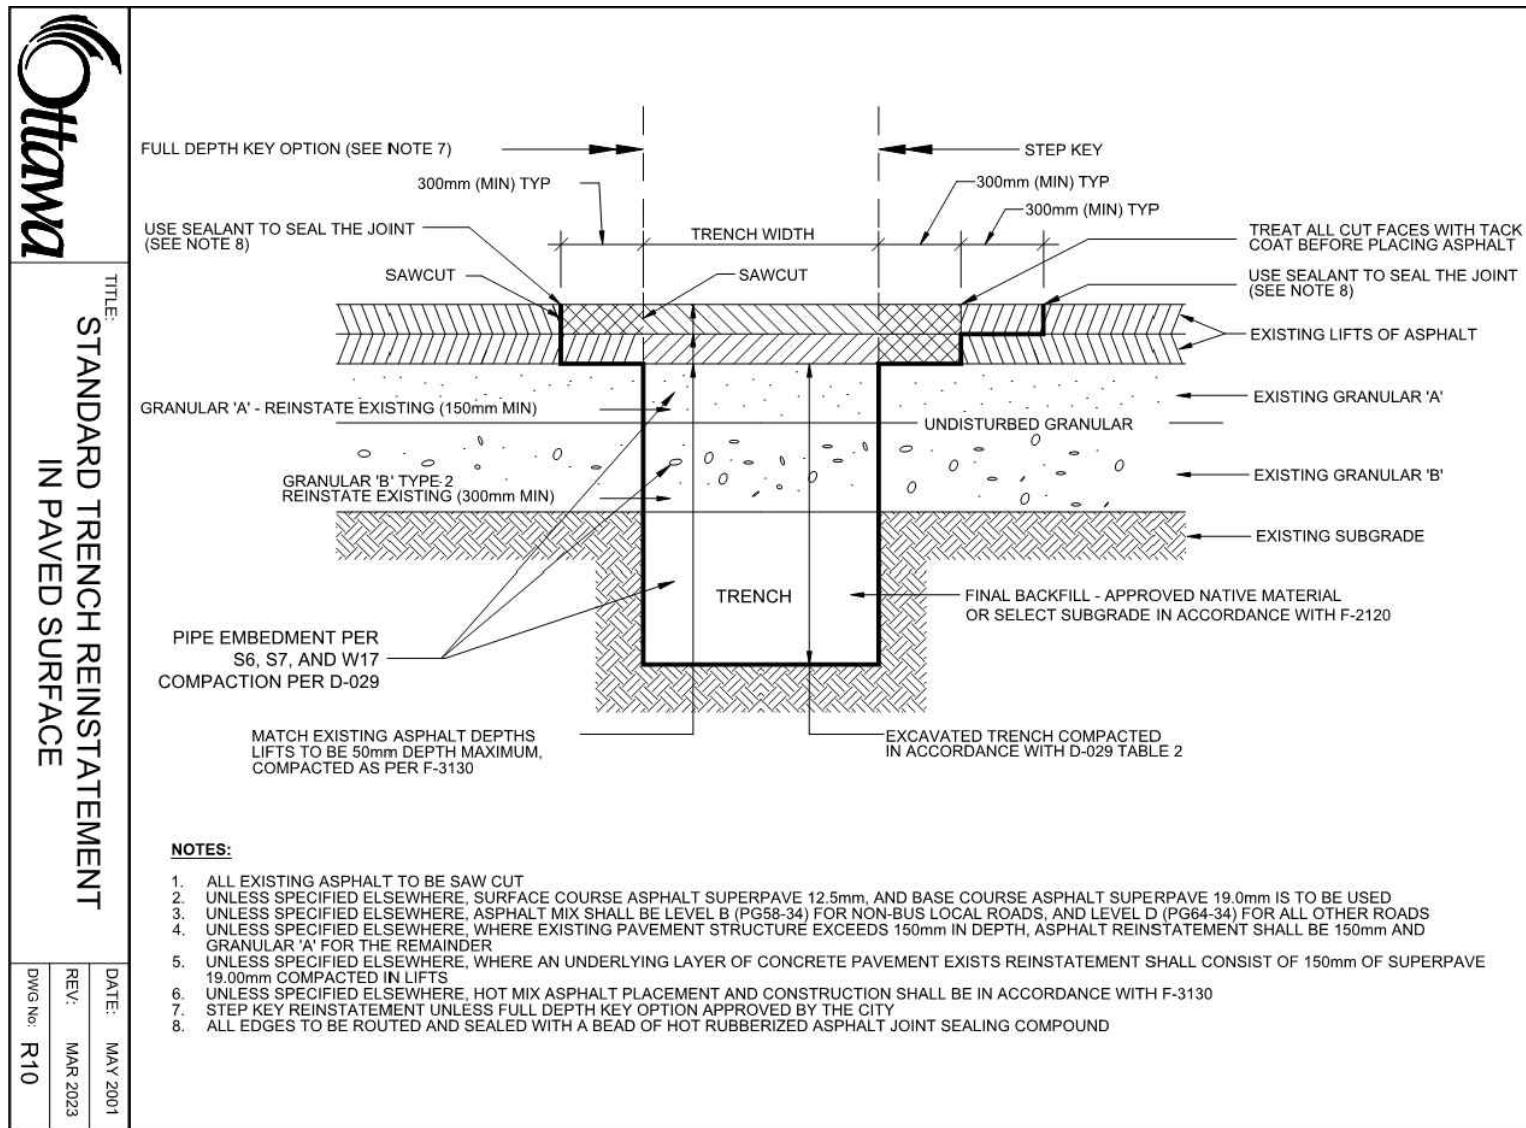 Ottawa
TITLE:
STANDARD TRENCH REINSTATEMENT
IN PAVED SURFACE
DATE: MAY 2001
REV: MAR 2023
DWG No: R10
FULL DEPTH KEY OPTION (SEE NOTE 7)
STEP KEY
300mm (MIN) TYP
300mm (MIN) TYP
300mm (MIN) TYP
USE SEALANT TO SEAL THE JOINT
(SEE NOTE 8)
TRENCH WIDTH
TREAT ALL CUT FACES WITH TACK
COAT BEFORE PLACING ASPHALT
SAWCUT
SAWCUT
USE SEALANT TO SEAL THE JOINT
(SEE NOTE 8)
EXISTING LIFTS OF ASPHALT
GRANULAR 'A' - REINSTATE EXISTING (150mm MIN)
EXISTING GRANULAR 'A'
UNDISTURBED GRANULAR
GRANULAR 'B' TYPE-2
REINSTATE EXISTING (300mm MIN)
EXISTING GRANULAR 'B'
EXISTING SUBGRADE
TRENCH
FINAL BACKFILL - APPROVED NATIVE MATERIAL
OR SELECT SUBGRADE IN ACCORDANCE WITH F-2120
PIPE EMBEDMENT PER
S6, S7, AND W17
COMPACTION PER D-029
MATCH EXISTING ASPHALT DEPTHS
LIFTS TO BE 50mm DEPTH MAXIMUM,
COMPACTED AS PER F-3130
EXCAVATED TRENCH COMPACTED
IN ACCORDANCE WITH D-029 TABLE 2
NOTES:
1. ALL EXISTING ASPHALT TO BE SAW CUT
2. UNLESS SPECIFIED ELSEWHERE, SURFACE COURSE ASPHALT SUPERPAVE 12.5mm, AND BASE COURSE ASPHALT SUPERPAVE 19.0mm IS TO BE USED
3. UNLESS SPECIFIED ELSEWHERE, ASPHALT MIX SHALL BE LEVEL B (PG58-34) FOR NON-BUS LOCAL ROADS, AND LEVEL D (PG64-34) FOR ALL OTHER ROADS
4. UNLESS SPECIFIED ELSEWHERE, WHERE EXISTING PAVEMENT STRUCTURE EXCEEDS 150mm IN DEPTH, ASPHALT REINSTATEMENT SHALL BE 150mm AND
GRANULAR 'A' FOR THE REMAINDER
5. UNLESS SPECIFIED ELSEWHERE, WHERE AN UNDERLYING LAYER OF CONCRETE PAVEMENT EXISTS REINSTATEMENT SHALL CONSIST OF 150mm OF SUPERPAVE
19.00mm COMPACTED IN LIFTS
6. UNLESS SPECIFIED ELSEWHERE, HOT MIX ASPHALT PLACEMENT AND CONSTRUCTION SHALL BE IN ACCORDANCE WITH F-3130
7. STEP KEY REINSTATEMENT UNLESS FULL DEPTH KEY OPTION APPROVED BY THE CITY
8. ALL EDGES TO BE ROUTED AND SEALED WITH A BEAD OF HOT RUBBERIZED ASPHALT JOINT SEALING COMPOUND